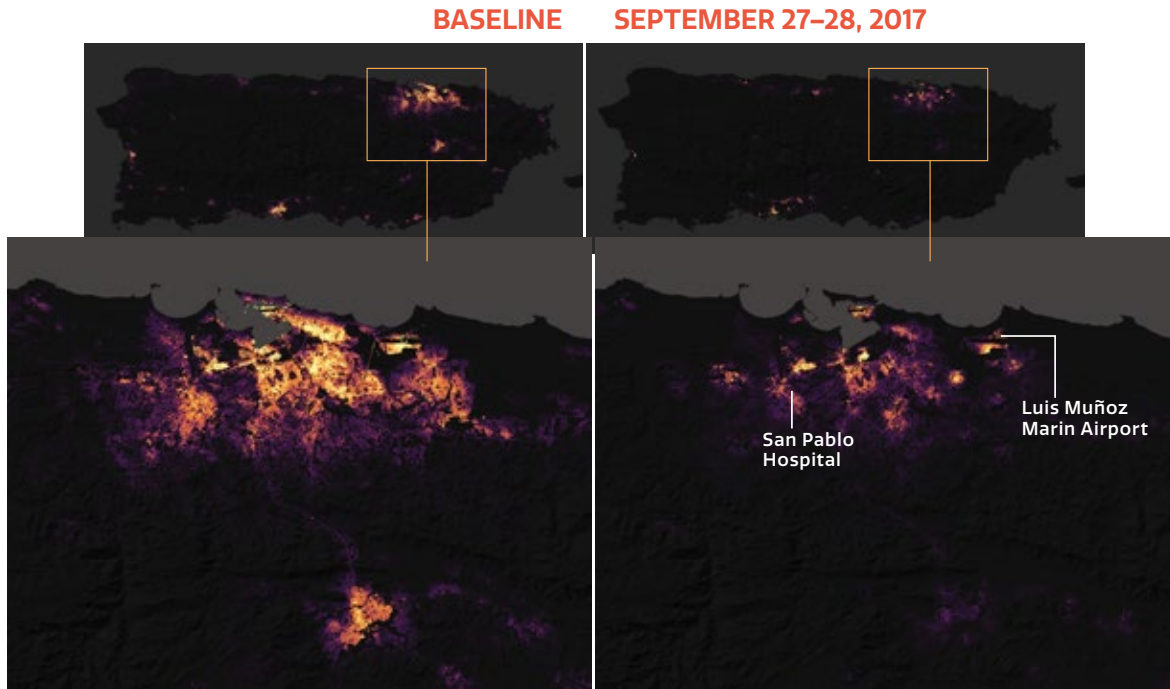 BASELINE
SEPTEMBER 27–28, 2017
Luis Muñoz
Marin Airport
San Pablo
Hospital